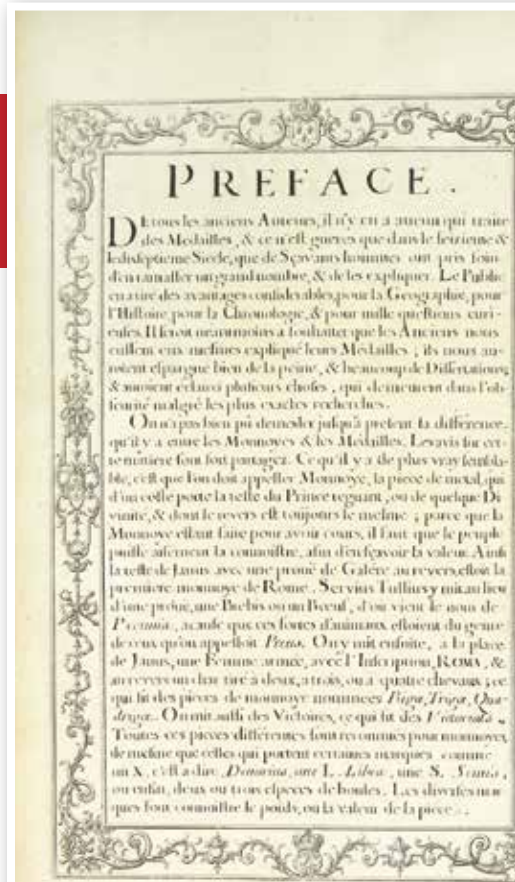 PREFACE.
De tous les anciens Auteurs, il n'y en a aucun qui traite
des Medailles, & ce n'est gueres que dans le seizieme &
le dixseptieme Siecle, que de Sçavants hommes ont pris soin
d'en ramasser un grand nombre, & de les expliquer. Le Public
en a tiré des avantages considerables, pour la Geographie, pour
l'Histoire, pour la Chronologie, & pour mille questions curi-
euses. Il seroit neanmoins a souhaitter que les Anciens nous
eussent eux mesmes expliqué leurs Médailles ; ils nous au-
roient espargné bien de la peine, & beaucoup de Dissertations,
& auroient éclairci plusieurs choses, qui demeurent dans l'obs-
scurité malgré les plus exactes recherches.
On n'a pas bien pû demesler jusqu'à present la difference.
qu'il y a entre les Monnoyes & les Médailles. Les avis sur cet-
te matiere sont fort partagez. Ce qu'il y a de plus vray sembla-
ble, c'est que l'on doit appeller Monnoye, la piece de metal, qui
d'un costé porte la teste du Prince regnant, ou de quelque Di-
vinité, & dont le revers est toujours le mesme ; parce que la
Monnoye estant faite pour avoir cours, il faut que le peuple
puisse aisément la connoistre, afin d'en sçavoir la valeur. Ainsi
la teste de Janus avec une prouë de Galére au revers, estoit la
premiere monnoye de Rome. Servius Tullius y mit au lieu
d'une prouë, une Brebis ou un Bœuf, d'ou vient le nom de
Pecunia, a cause que ces sortes d'animaux estoient du genre
de ceux qu'on appelloit Pecus. On y mit ensuite, a la place
de Janus, une Femme armée, avec l'Inscription, ROMA, &
au revers un char tiré a deux, a trois, ou a quatre chevaux ; ce
qui fit des pieces de monnoye nommées Bigæ, Trigæ, Qua-
drigæ. On mit aussi des Victoires, ce qui fit des Victoriati.
Toutes ces pieces différentes sont reconnuës pour monnoyes,
de mesme que celles qui portent certaines marques comme
un X, c'est a dire, Denarius, une L. Libra, une S. Semis,
ou enfin, deux ou trois especes de boules. Les diverses mar-
ques font connoistre le poids, ou la valeur de la piece.